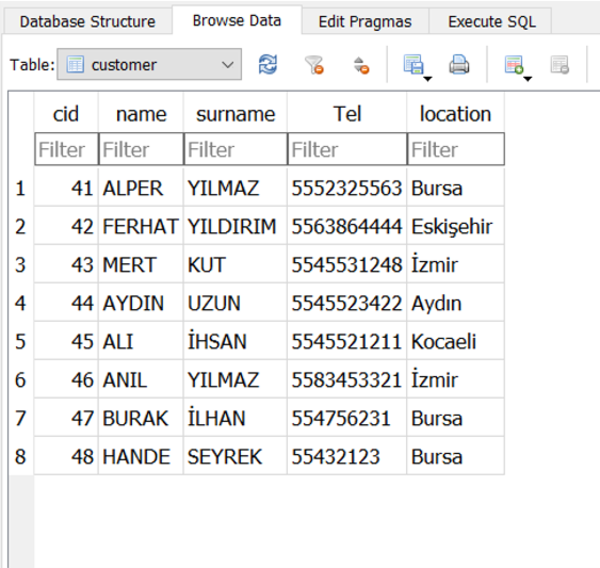 Database Structure Browse Data Edit Pragmas Execute SQL
Table: customer
cid name surname Tel location
Filter Filter Filter Filter Filter
1 41 ALPER YILMAZ 5552325563 Bursa
2 42 FERHAT YILDIRIM 5563864444 Eskişehir
3 43 MERT KUT 5545531248 İzmir
4 44 AYDIN UZUN 5545523422 Aydın
5 45 ALI İHSAN 5545521211 Kocaeli
6 46 ANIL YILMAZ 5583453321 İzmir
7 47 BURAK İLHAN 554756231 Bursa
8 48 HANDE SEYREK 55432123 Bursa